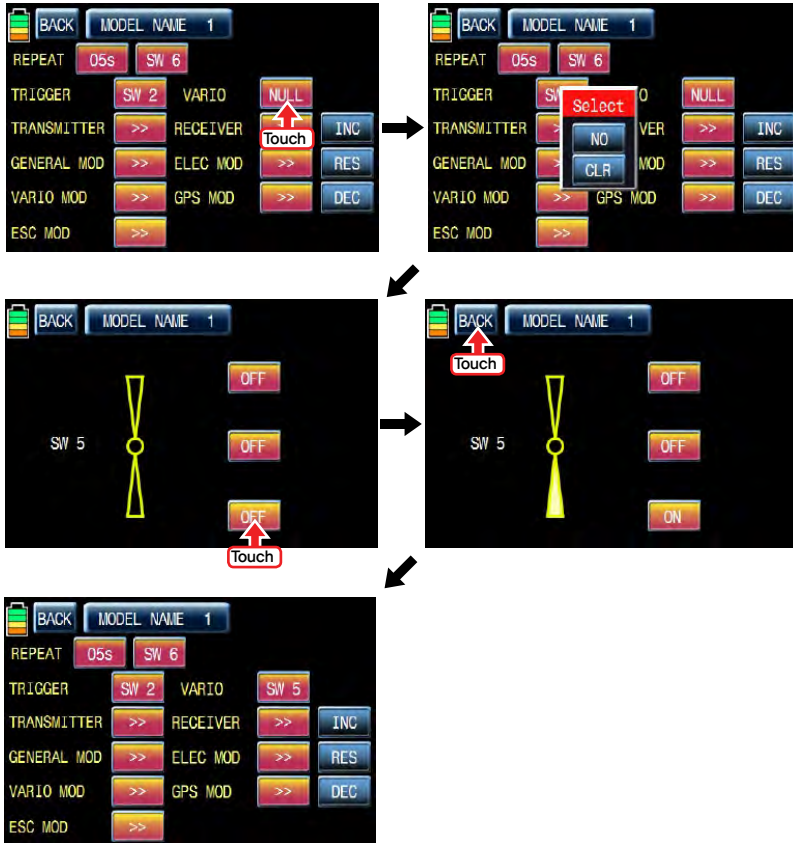 BACK MODEL NAME 1
REPEAT 05s SW 6
TRIGGER SW 2 VARIO NULL
TRANSMITTER >> RECEIVER INC
Touch
GENERAL MOD >> ELEC MOD >> RES
VARIO MOD >> GPS MOD >> DEC
ESC MOD >>
BACK MODEL NAME 1
REPEAT 05s SW 6
TRIGGER SW O NULL
Select
TRANSMITTER > VER >> INC
NO
GENERAL MOD > MOD >> RES
CLR
VARIO MOD >> GPS MOD >> DEC
ESC MOD >>
BACK MODEL NAME 1
OFF
SW 5 OFF
OFF
Touch
BACK MODEL NAME 1
Touch
OFF
SW 5 OFF
ON
BACK MODEL NAME 1
REPEAT 05s SW 6
TRIGGER SW 2 VARIO SW 5
TRANSMITTER >> RECEIVER >> INC
GENERAL MOD >> ELEC MOD >> RES
VARIO MOD >> GPS MOD >> DEC
ESC MOD >>